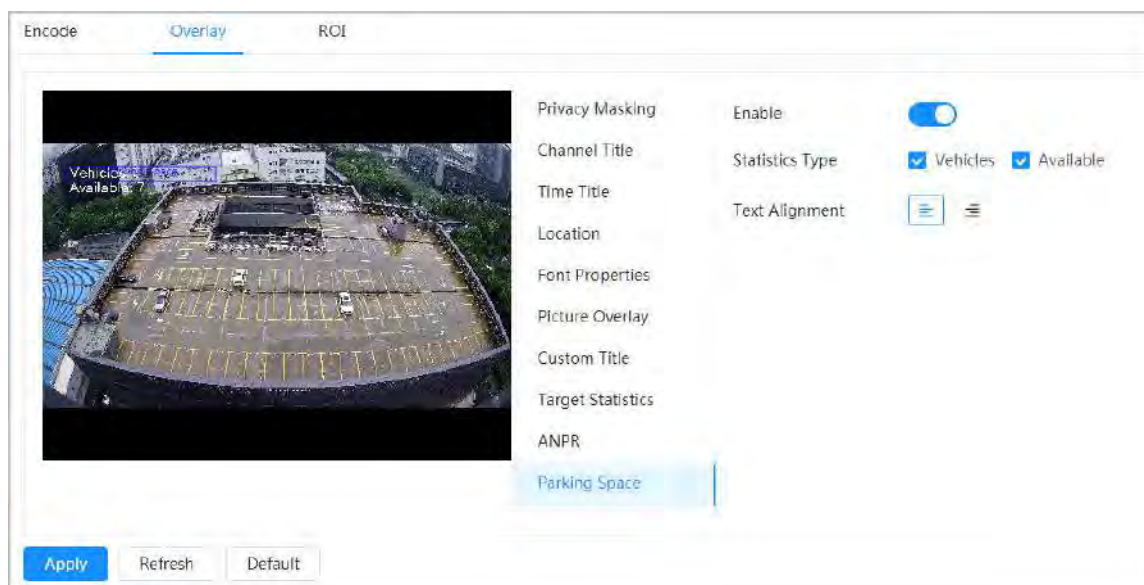 Encode Overlay ROI
Available: 7
Privacy Masking
Channel Title
Time Title
Location
Font Properties
Picture Overlay
Custom Title
Target Statistics
ANPR
Parking Space
Enable
Statistics Type Vehicles Available
Text Alignment
Apply Refresh Default